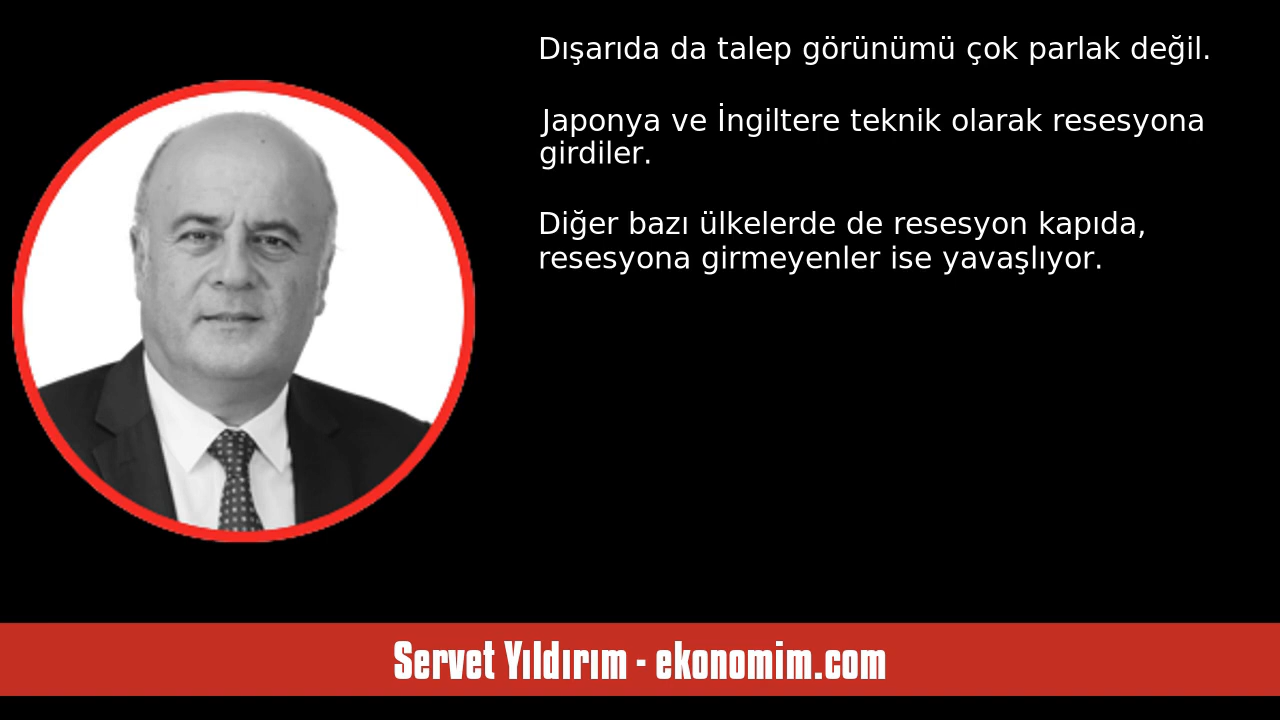 Dışarıda da talep görünümü çok parlak değil.
Japonya ve İngiltere teknik olarak resesyona
girdiler.
Diğer bazı ülkelerde de resesyon kapıda,
resesyona girmeyenler ise yavaşlıyor.
Servet Yıldırım - ekonomim.com